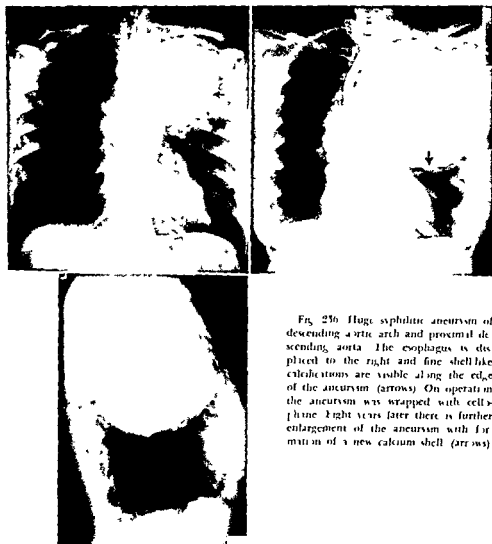 Fig 256 Huge syphilitic aneurysm of
descending aortic arch and proximal de
scending aorta The esophagus is dis
placed to the right and fine shell like
calcifications are visible along the edge
of the aneurysm (arrows) On operation
the aneurysm was wrapped with cello
phane Eight years later there is further
enlargement of the aneurysm with for
mation of a new calcium shell (arrows)